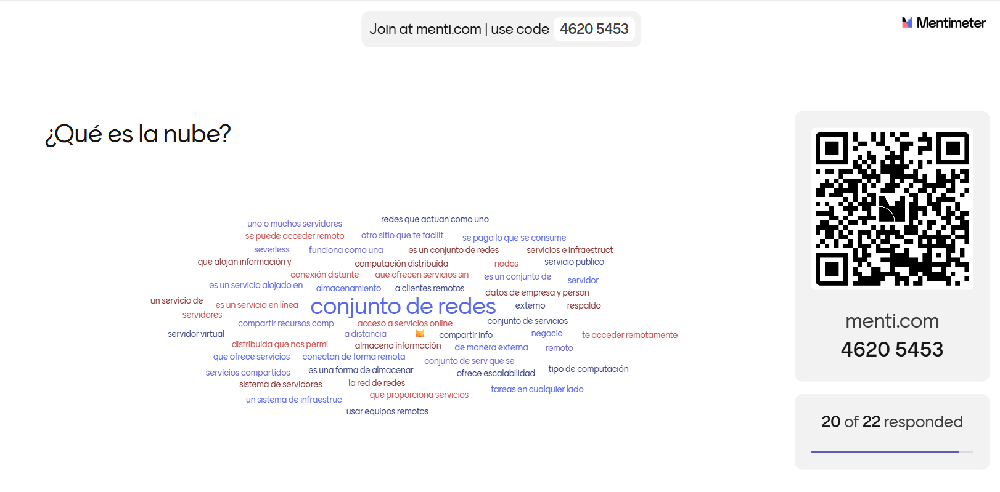 Join at menti.com | use code 4620 5453
Mentimeter
¿Qué es la nube?
redes que actuan como uno
uno o muchos servidores
se puede acceder remoto
otro sitio que te facilit
se paga lo que se consume
severless
funciona como una
es un conjunto de redes
servicios e infraestruct
que alojan información y
computación distribuida
nodos
servicio publico
conexión distante
aue ofrecen servicios sin
es un conjunto de
servidor
es un servicio alojado en
almacenamiento
a clientes remotos
datos de empresa y person
un servicio de
es un servicio en línea
conjunto de redes
externo
respaldo
servidores
compartir recursos comp
acceso a servicios online
conjunto de servicios
servidor virtual
a distancia
😸
compartir info
negocio
te acceder remotamente
distribuida que nos permi
almacena información
de manera externa
remoto
que ofrece servicios
conectan de forma remota
conjunto de serv que se
servicios compartidos
es una forma de almacenar
ofrece escalabilidad
tipo de computación
sistema de servidores
la red de redes
tareas en cualquier lado
un sistema de infraestruc
que proporciona servicios
usar equipos remotos
menti.com
4620 5453
20 of 22 responded